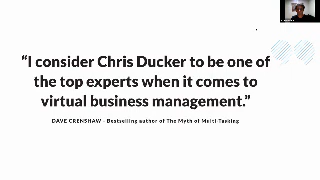 “I consider Chris Ducker to be one of
the top experts when it comes to
virtual business management.”
DAVE CRENSHAW - Bestselling author of The Myth of Multi-Tasking